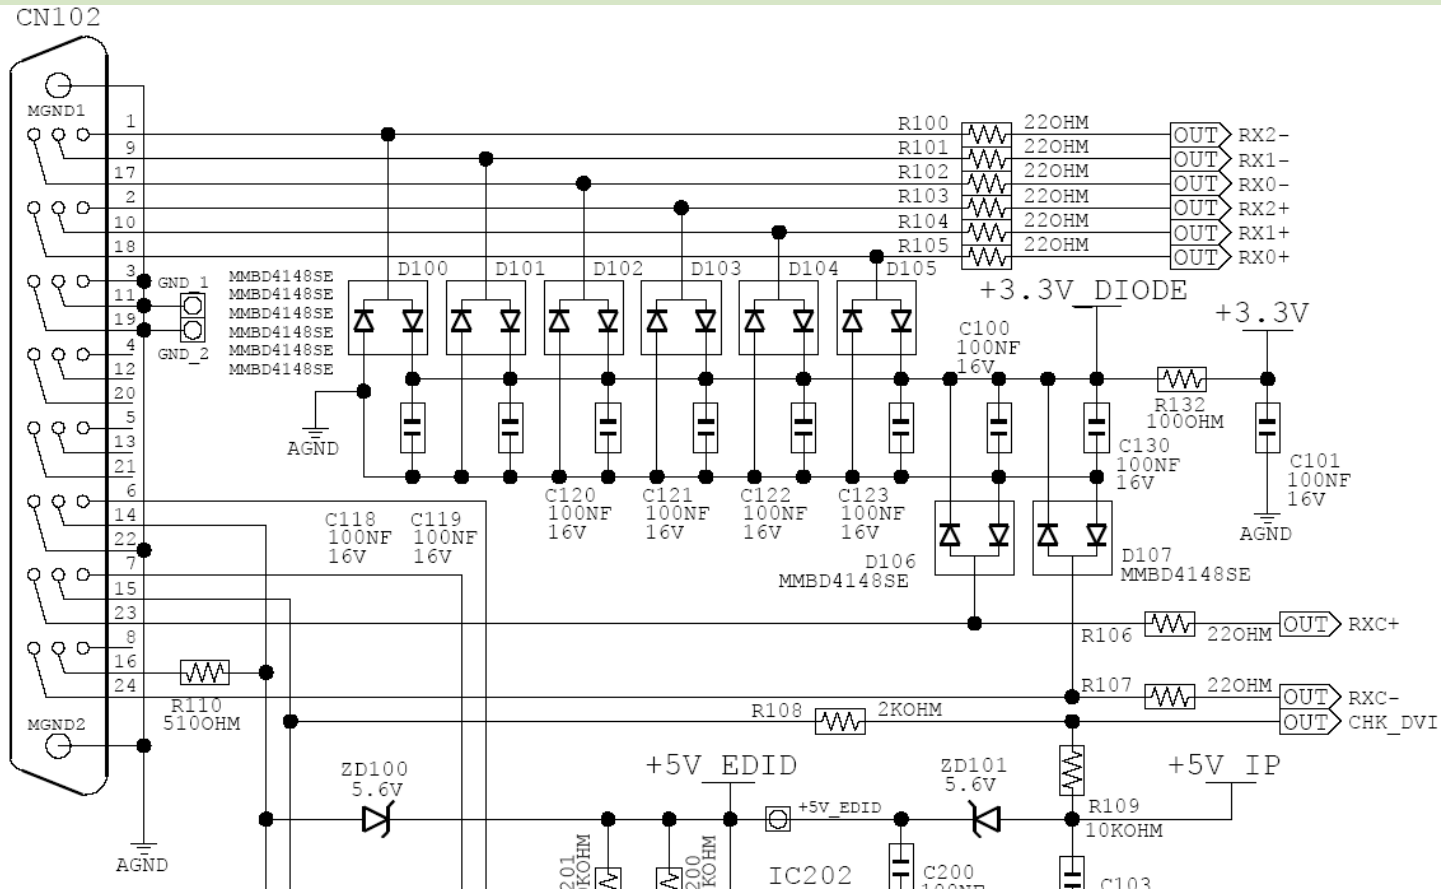 CN102
MGND1
1
9
17
2
10
18
3
11
19
4
12
20
5
13
21
6
14
22
7
15
23
8
16
24
MGND2
R100 22OHM OUT RX2-
R101 22OHM OUT RX1-
R102 22OHM OUT RX0-
R103 22OHM OUT RX2+
R104 22OHM OUT RX1+
R105 22OHM OUT RX0+
GND_1
GND_2
MMBD4148SE
MMBD4148SE
MMBD4148SE
MMBD4148SE
MMBD4148SE
MMBD4148SE
D100 D101 D102 D103 D104 D105
+3.3V_DIODE
+3.3V
C100
100NF
16V
R132
100OHM
AGND
C130
100NF
16V
C101
100NF
16V
AGND
C118
100NF
16V
C119
100NF
16V
C120
100NF
16V
C121
100NF
16V
C122
100NF
16V
C123
100NF
16V
D106
MMBD4148SE
D107
MMBD4148SE
R106 22OHM OUT RXC+
R107 22OHM OUT RXC-
R108 2KOHM OUT CHK_DVI
R110
510OHM
ZD100
5.6V
+5V_EDID
+5V_EDID
ZD101
5.6V
+5V_IP
R109
10KOHM
AGND
201
KOHM
200
KOHM
IC202
C200
100NF
C103